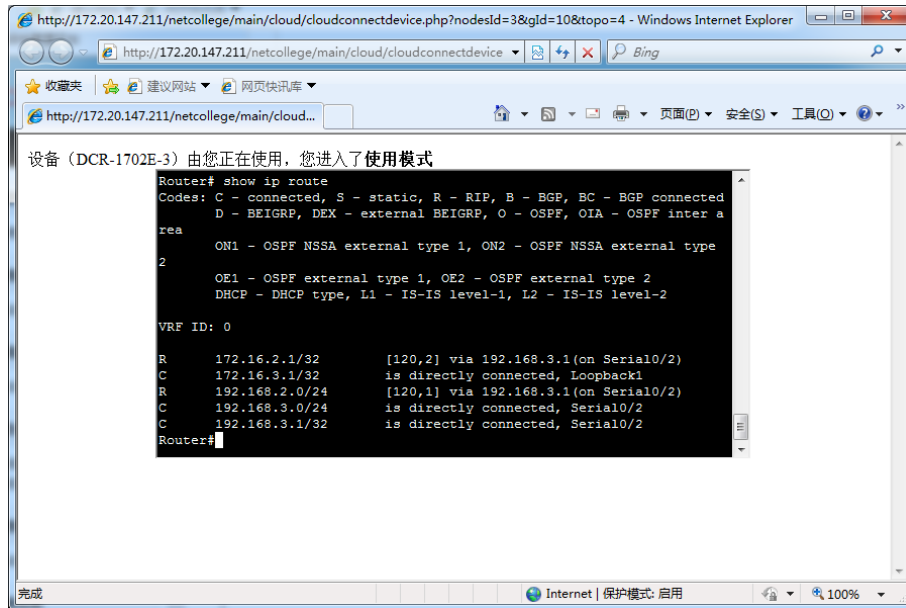 http://172.20.147.211/netcollege/main/cloud/cloudconnectdevice.php?nodesId=3&gId=10&topo=4 - Windows Internet Explorer
http://172.20.147.211/netcollege/main/cloud/cloudconnectdevice
Bing
收藏夹 建议网站 网页快讯库
http://172.20.147.211/netcollege/main/cloud... 页面(P) 安全(S) 工具(O) »
设备（DCR-1702E-3）由您正在使用，您进入了使用模式
Router# show ip route
Codes: C - connected, S - static, R - RIP, B - BGP, BC - BGP connected
D - BEIGRP, DEX - external BEIGRP, O - OSPF, OIA - OSPF inter a
rea
ON1 - OSPF NSSA external type 1, ON2 - OSPF NSSA external type
2
OE1 - OSPF external type 1, OE2 - OSPF external type 2
DHCP - DHCP type, L1 - IS-IS level-1, L2 - IS-IS level-2
VRF ID: 0
R 172.16.2.1/32 [120,2] via 192.168.3.1(on Serial0/2)
C 172.16.3.1/32 is directly connected, Loopback1
R 192.168.2.0/24 [120,1] via 192.168.3.1(on Serial0/2)
C 192.168.3.0/24 is directly connected, Serial0/2
C 192.168.3.1/32 is directly connected, Serial0/2
Router#
完成 Internet | 保护模式: 启用 100%